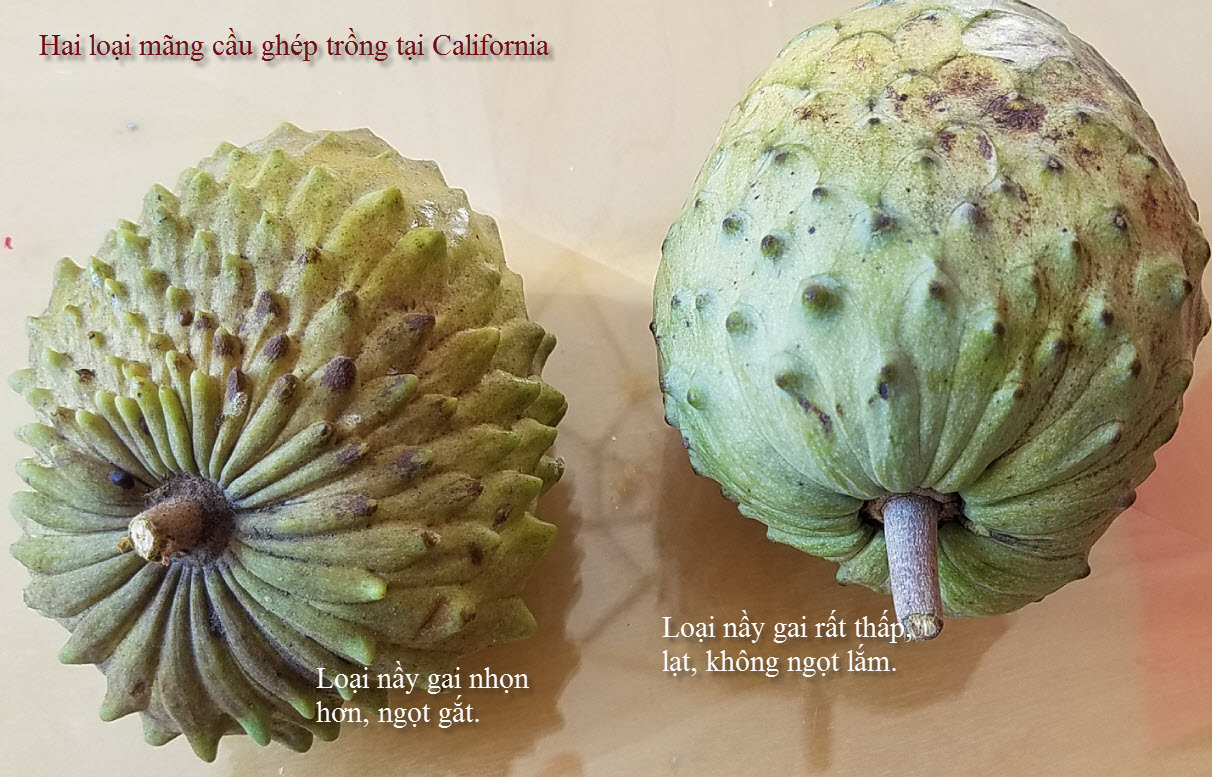 Hai loại mãng cầu ghép trồng tại California
Loại nầy gai rất thấp,
lạt, không ngọt lắm.
Loại nầy gai nhọn
hơn, ngọt gắt.